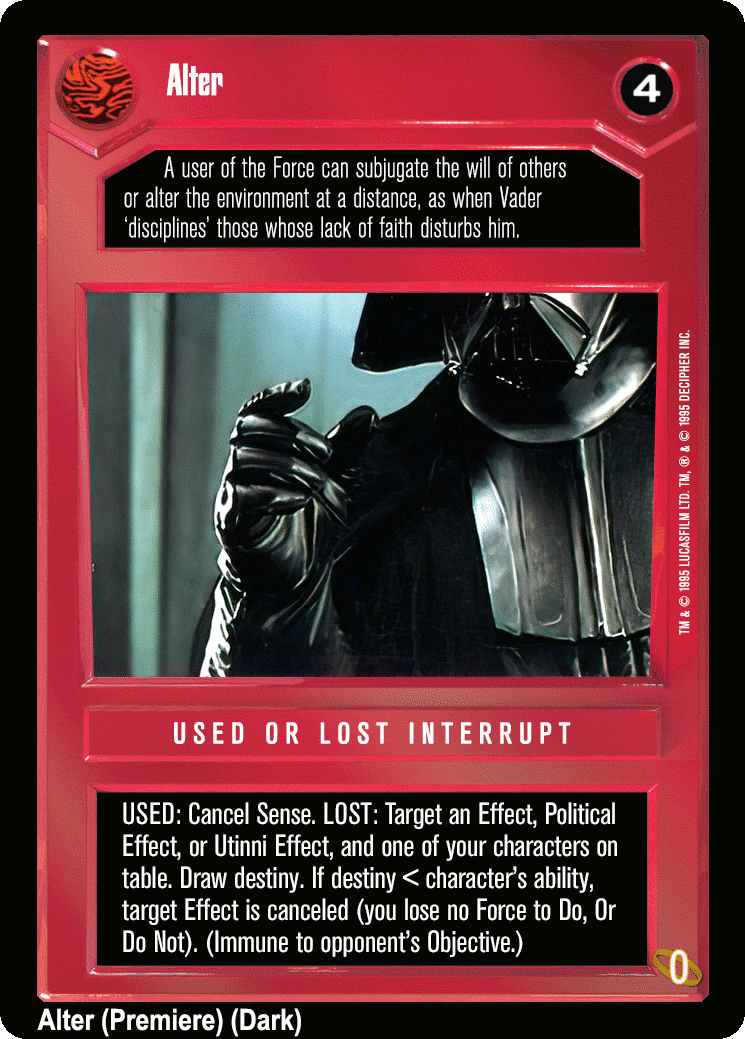 Alter
4
A user of the Force can subjugate the will of others
or alter the environment at a distance, as when Vader
‘disciplines’ those whose lack of faith disturbs him.
TM & © 1995 LUCASFILM LTD. TM, ® & © 1995 DECIPHER INC.
USED OR LOST INTERRUPT
USED: Cancel Sense. LOST: Target an Effect, Political
Effect, or Utinni Effect, and one of your characters on
table. Draw destiny. If destiny < character’s ability,
target Effect is canceled (you lose no Force to Do, Or
Do Not). (Immune to opponent’s Objective.)
0
Alter (Premiere) (Dark)